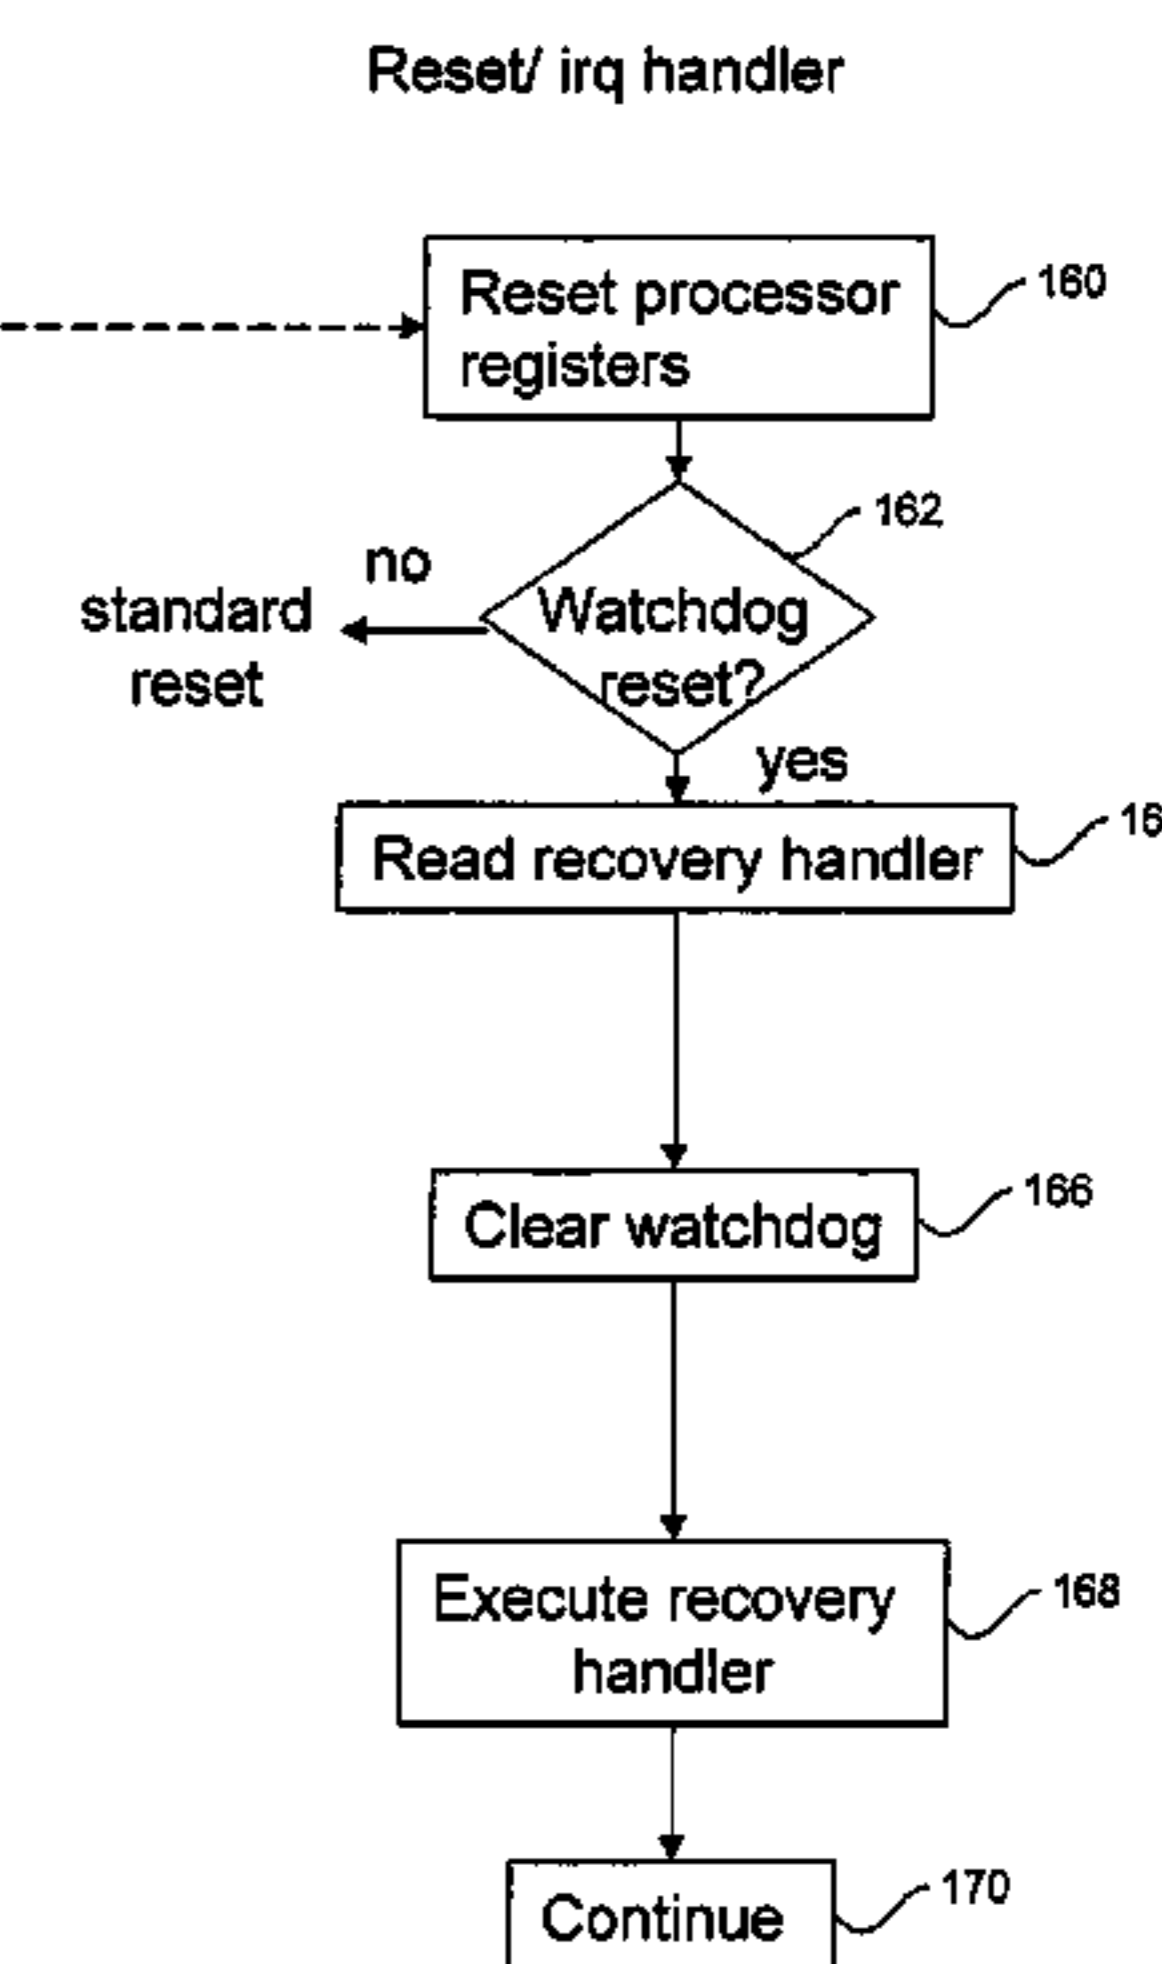 Reset/ irq handler
Reset processor
registers
160
162
no
standard
reset
Watchdog
reset?
yes
Read recovery handler
16
Clear watchdog
166
Execute recovery
handler
168
Continue
170